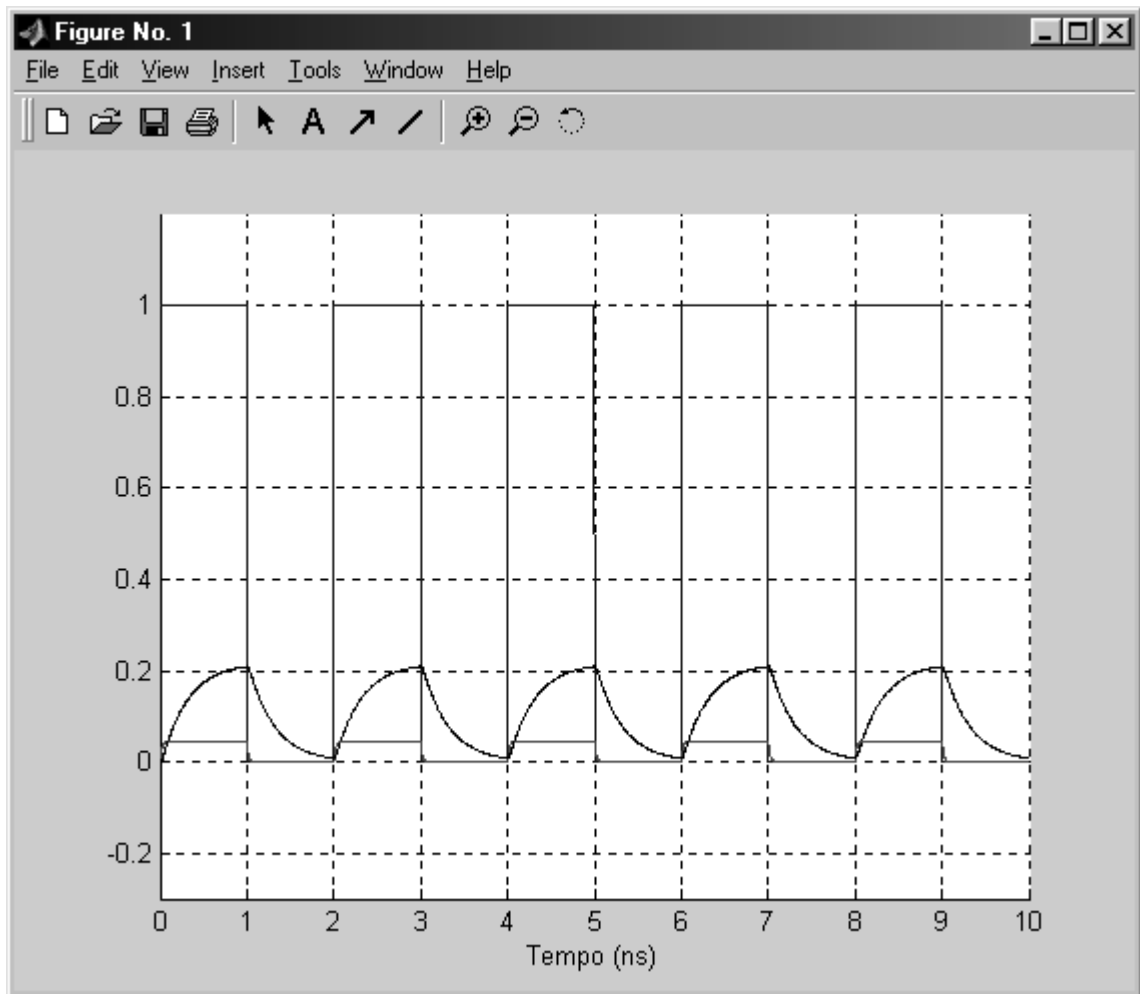 Figure No. 1
File Edit View Insert Tools Window Help
A
1
0.8
0.6
0.4
0.2
0
-0.2
0 1 2 3 4 5 6 7 8 9 10
Tempo (ns)